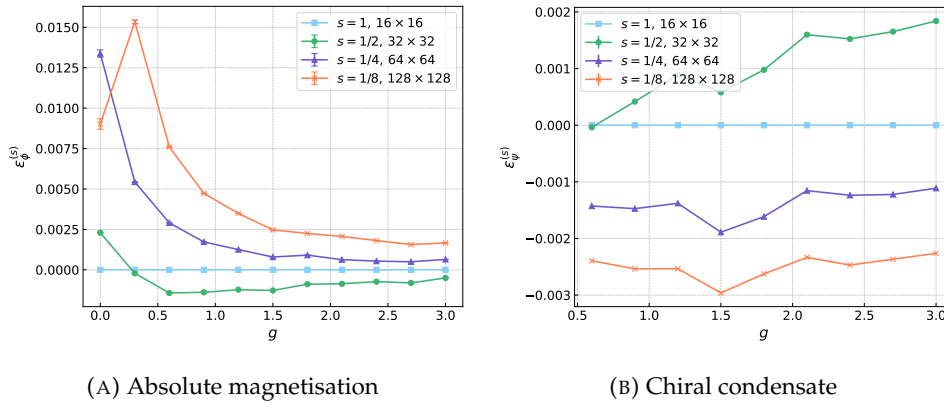 0.0150
0.0125
0.0100
0.0075
0.0050
0.0025
0.0000
ε_ϕ^(s)
s = 1, 16 × 16
s = 1/2, 32 × 32
s = 1/4, 64 × 64
s = 1/8, 128 × 128
0.0 0.5 1.0 1.5 2.0 2.5 3.0
g
(A) Absolute magnetisation
0.002
0.001
0.000
−0.001
−0.002
−0.003
ε_ψ^(s)
s = 1, 16 × 16
s = 1/2, 32 × 32
s = 1/4, 64 × 64
s = 1/8, 128 × 128
0.5 1.0 1.5 2.0 2.5 3.0
g
(B) Chiral condensate